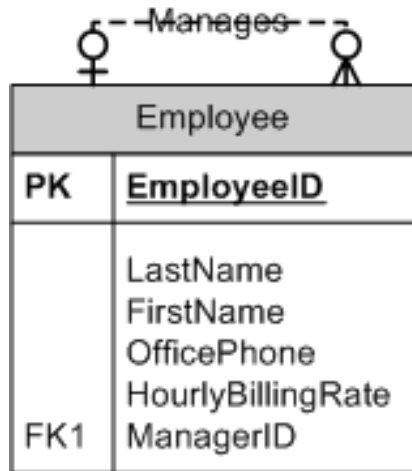 Manages
Employee
PK EmployeeID
LastName
FirstName
OfficePhone
HourlyBillingRate
FK1 ManagerID